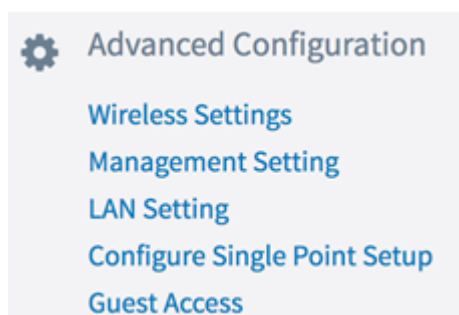 Advanced Configuration
Wireless Settings
Management Setting
LAN Setting
Configure Single Point Setup
Guest Access